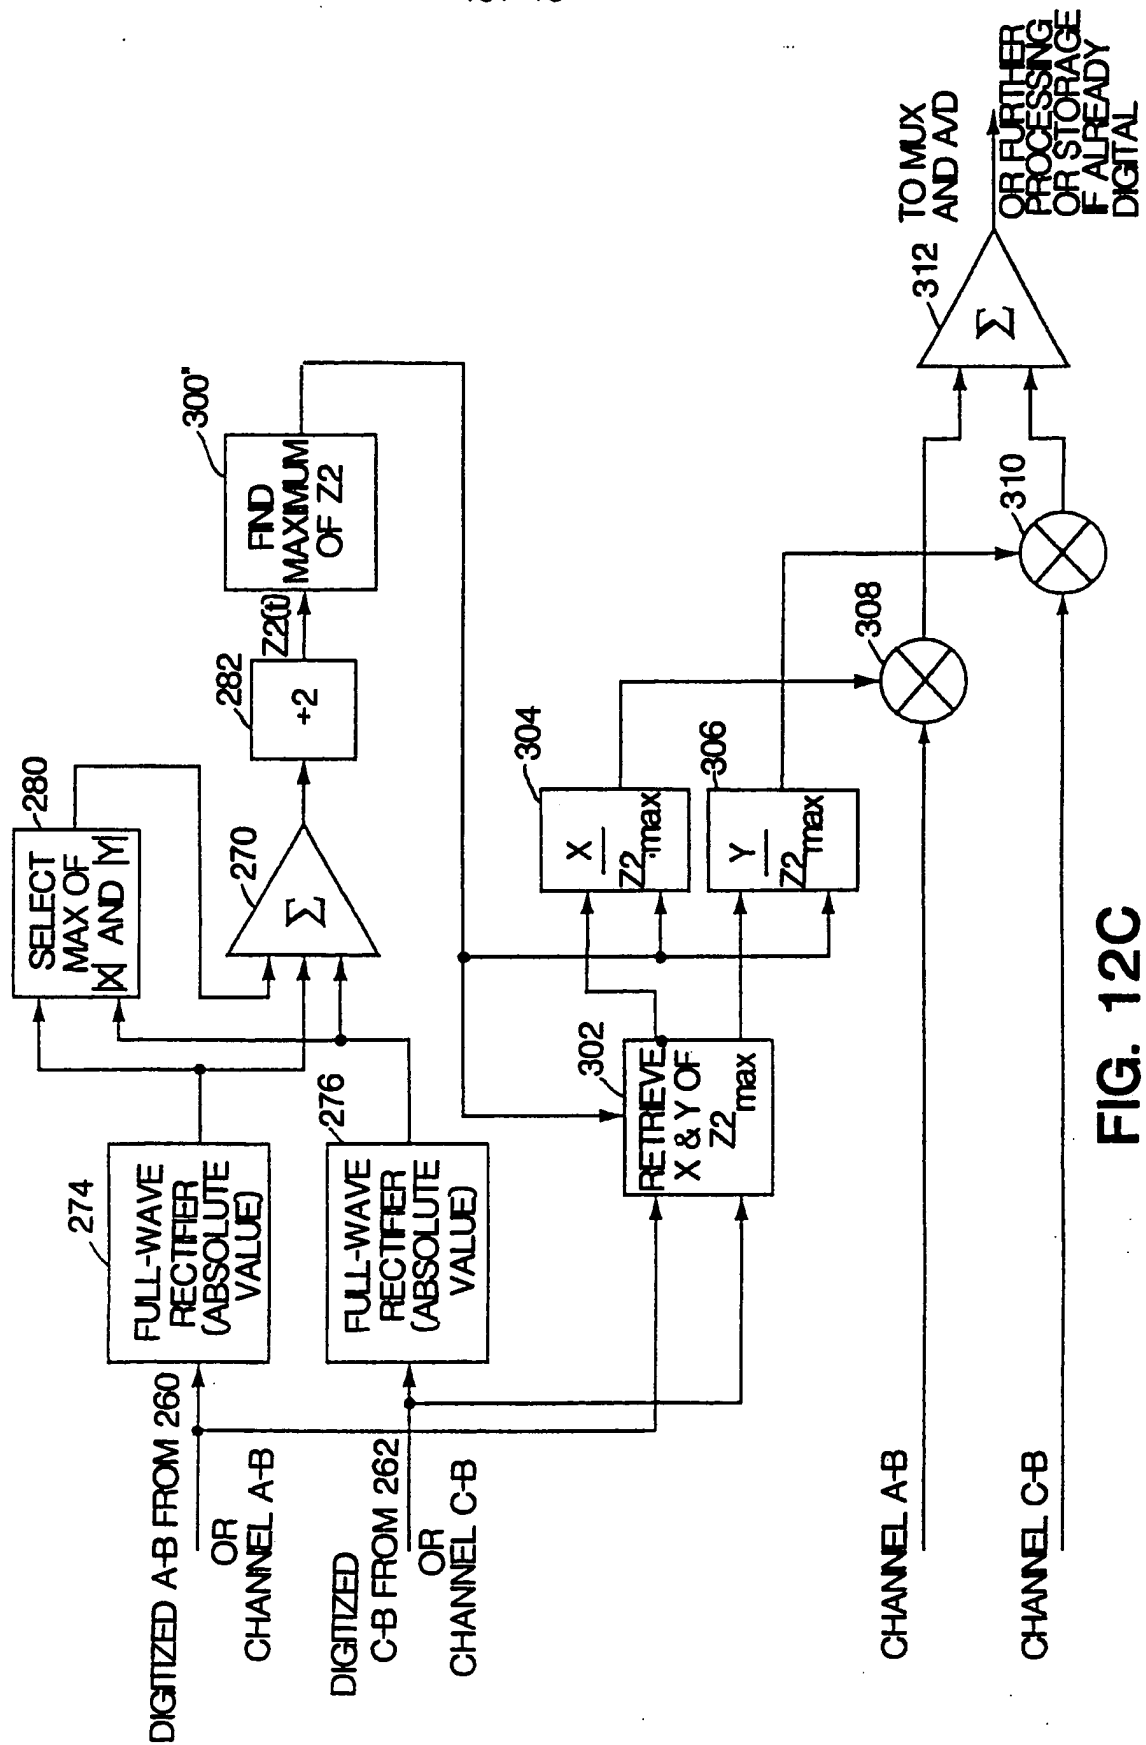 SELECT
MAX OF
|X| AND |Y|
280
274
FULL-WAVE
RECTIFIER
(ABSOLUTE
VALUE)
276
FULL-WAVE
RECTIFIER
(ABSOLUTE
VALUE)
270
Σ
282
+2
Z2(t)
300"
FIND
MAXIMUM
OF Z2
DIGITIZED A-B FROM 260
OR
CHANNEL A-B
DIGITIZED
C-B FROM 262
OR
CHANNEL C-B
302
RETRIEVE
X & Y OF
Z2max
304
X
Z2max
306
Y
Z2max
308
310
312
Σ
TO MUX
AND A/D
OR FURTHER
PROCESSING
OR STORAGE
IF ALREADY
DIGITAL
CHANNEL A-B
CHANNEL C-B
FIG. 12C